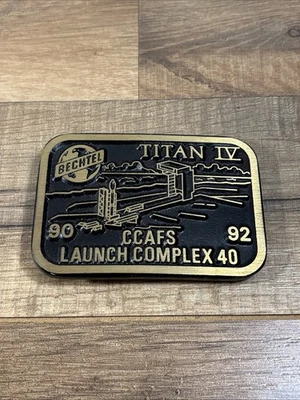 BECHTEL
TITAN IV
90
92
CCAFS
LAUNCH COMPLEX 40